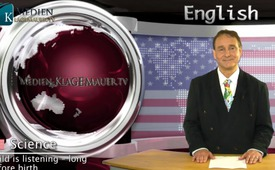 MEDIEN
KLAGEMAUER
English
MEDIEN-KLAGEMAUER.TV
Science
ild is listening - long
fore birth